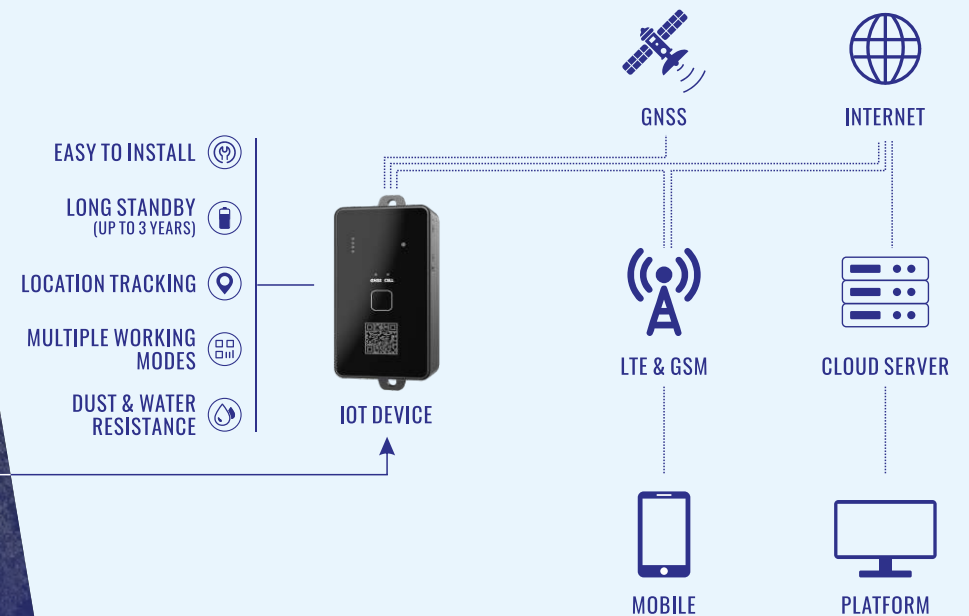 GNSS
INTERNET
EASY TO INSTALL
LONG STANDBY
(UP TO 3 YEARS)
LOCATION TRACKING
MULTIPLE WORKING
MODES
DUST & WATER
RESISTANCE
GNSS CELL
IOT DEVICE
LTE & GSM
CLOUD SERVER
MOBILE
PLATFORM